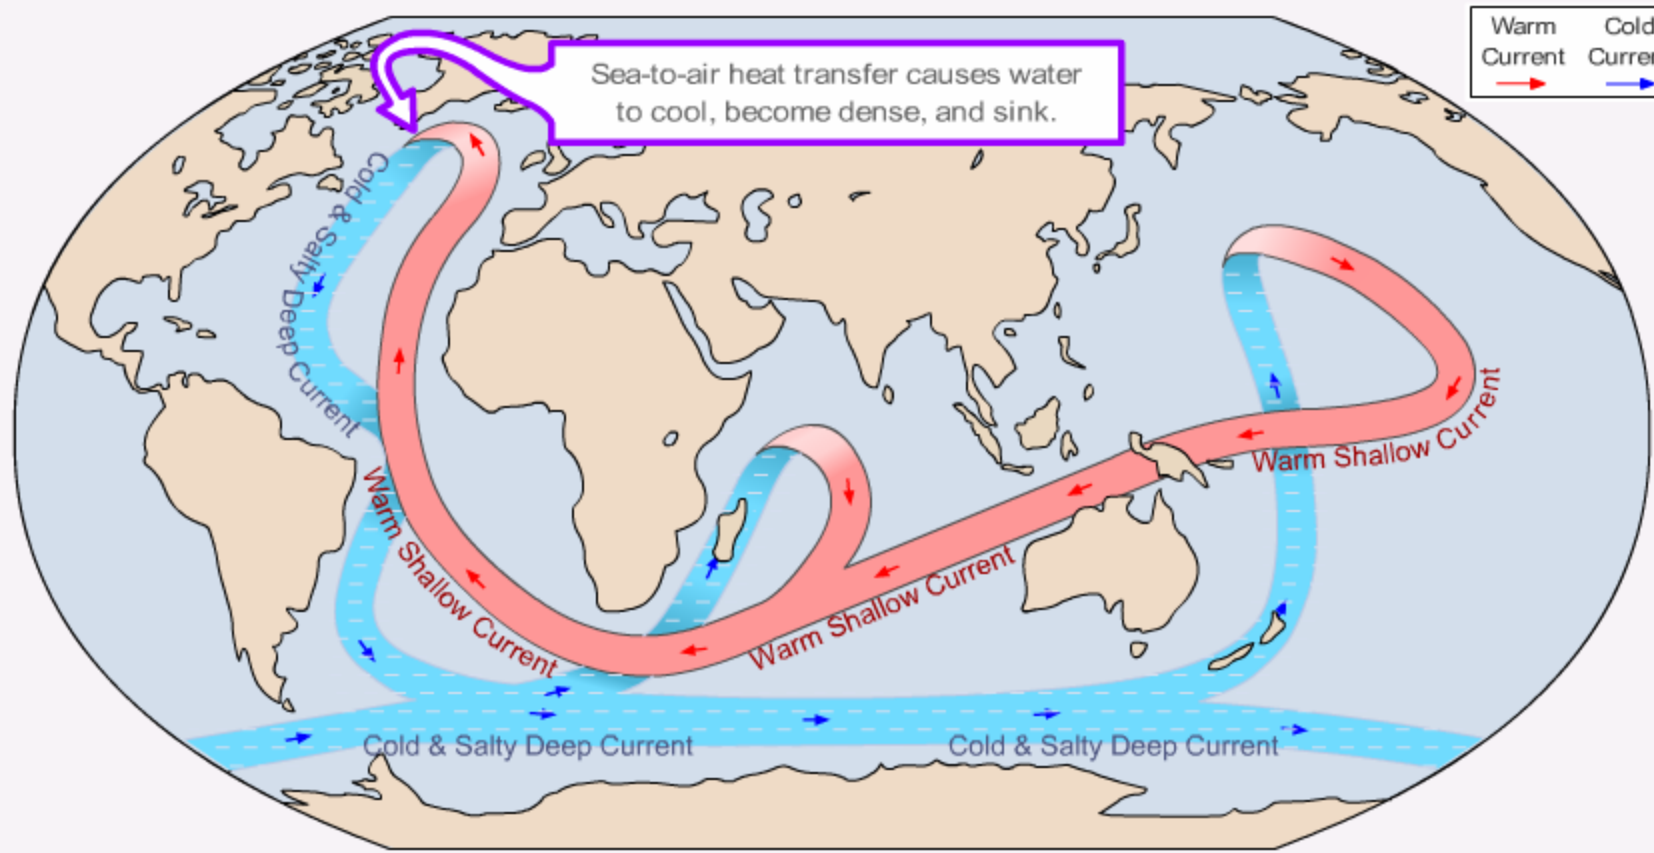 Warm Cold
Current Curren
Sea-to-air heat transfer causes water
to cool, become dense, and sink.
Cold & Salty Deep Current
Warm Shallow Current
Warm Shallow Current
Warm Shallow Current
Cold & Salty Deep Current
Cold & Salty Deep Current